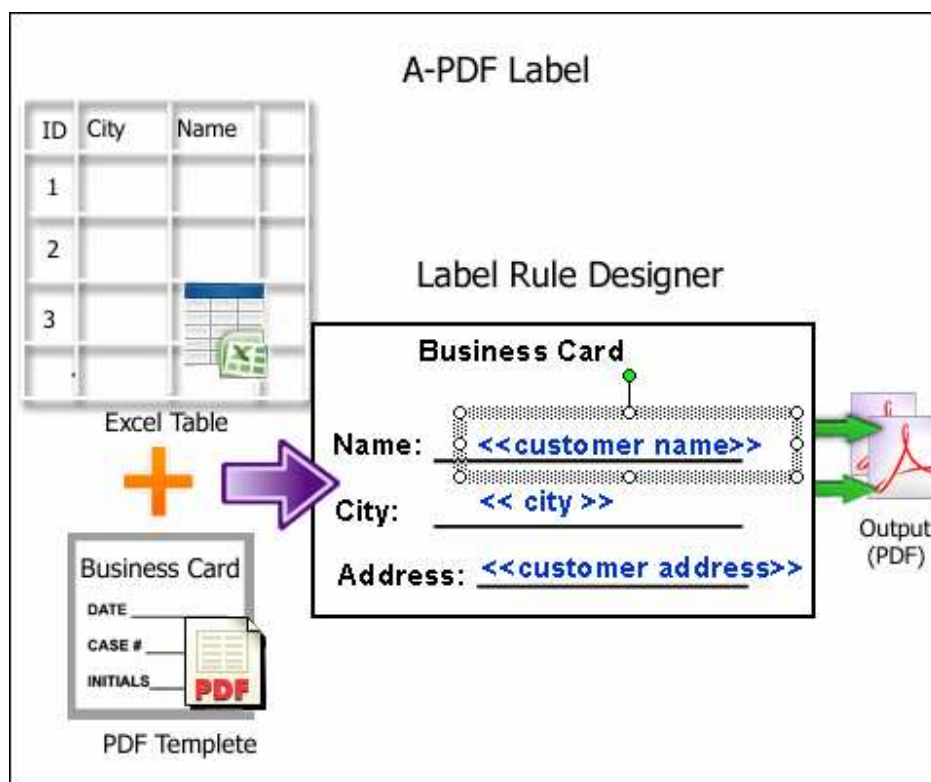 A-PDF Label
ID City Name
1
2
3
Excel Table
Label Rule Designer
Business Card
Name: <<customer name>>
City: << city >>
Address: <<customer address>>
Output
(PDF)
Business Card
DATE
CASE #
INITIALS
PDF
PDF Templete